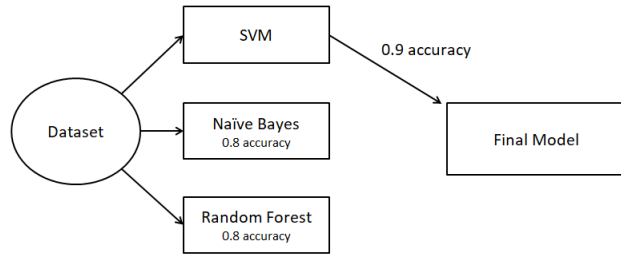 SVM
0.9 accuracy
Dataset
Naïve Bayes
0.8 accuracy
Final Model
Random Forest
0.8 accuracy